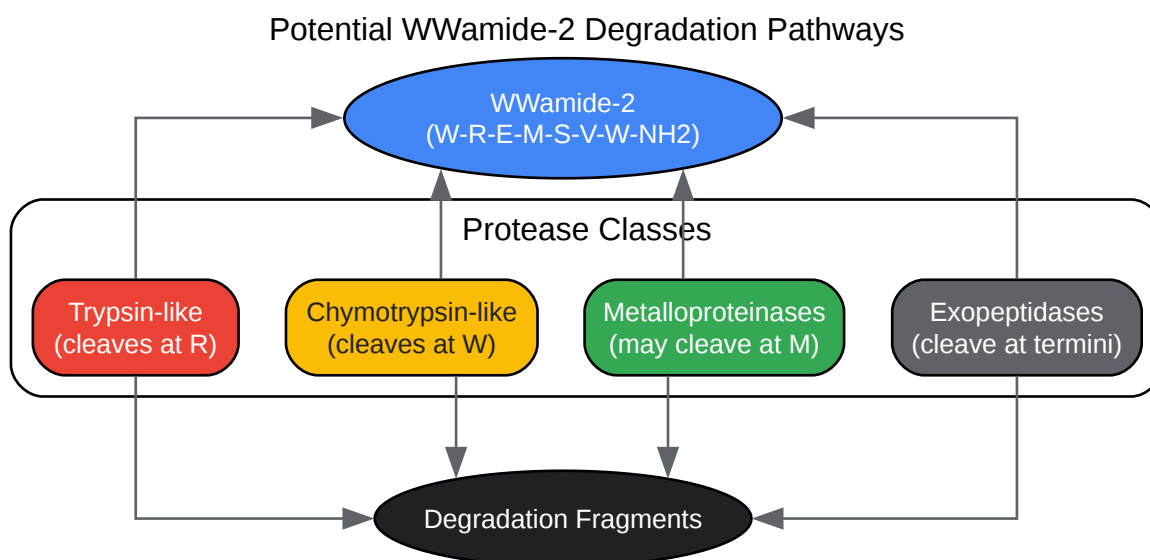 Potential WWamide-2 Degradation Pathways
WWamide-2
(W-R-E-M-S-V-W-NH2)
Protease Classes
Trypsin-like
(cleaves at R)
Chymotrypsin-like
(cleaves at W)
Metalloproteinases
(may cleave at M)
Exopeptidases
(cleave at termini)
Degradation Fragments